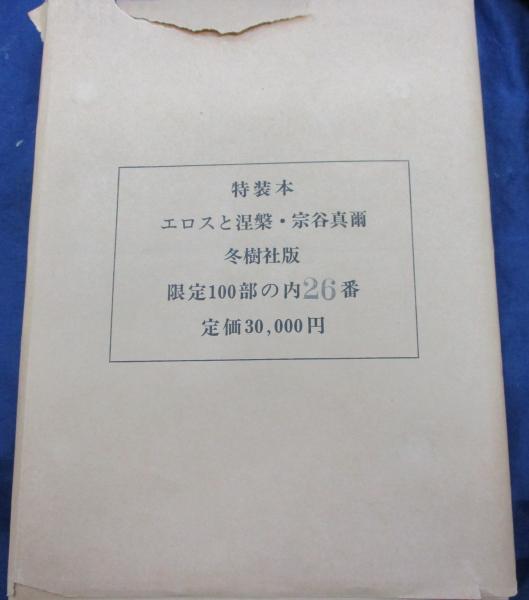 特装本
エロスと涅槃・宗谷真爾
冬樹社版
限定100部の内26番
定価30,000円